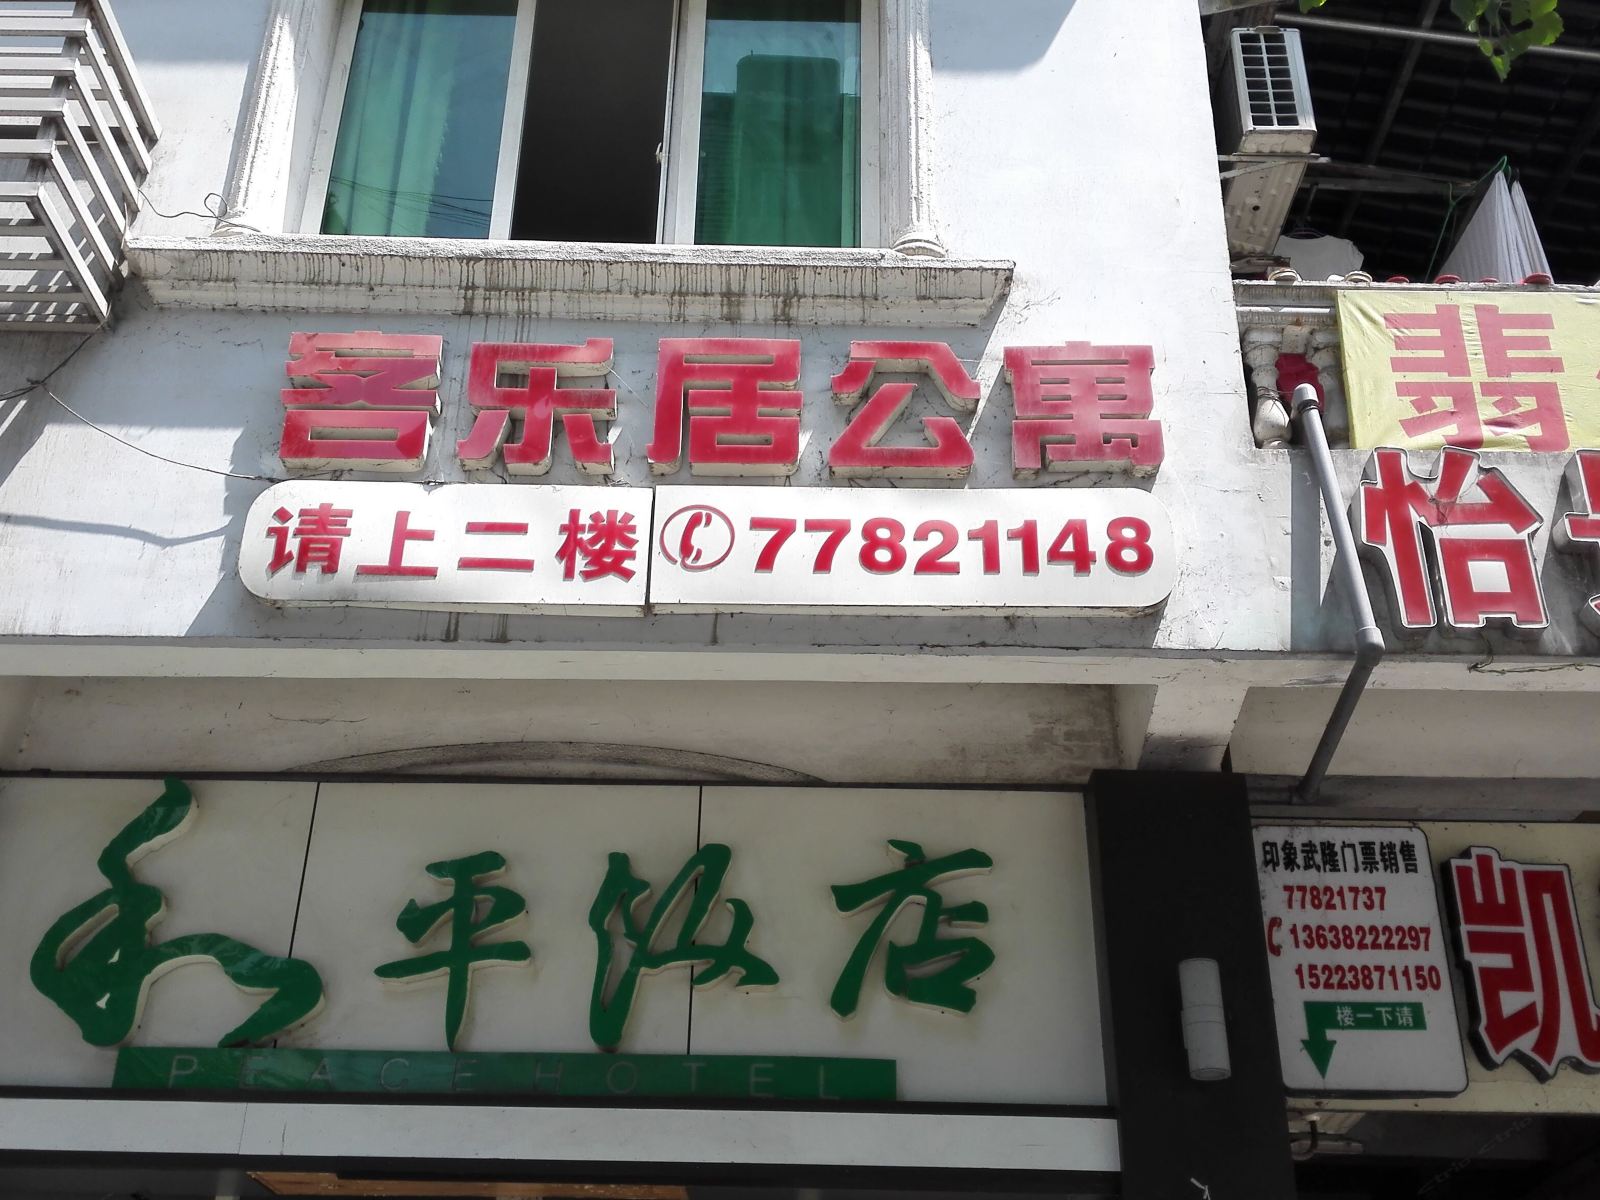 客乐居公寓
请上二楼 77821148
翡
怡
和平饭店
PEACE HOTEL
印象武隆门票销售
77821737
13638222297
15223871150
楼一下请
凯